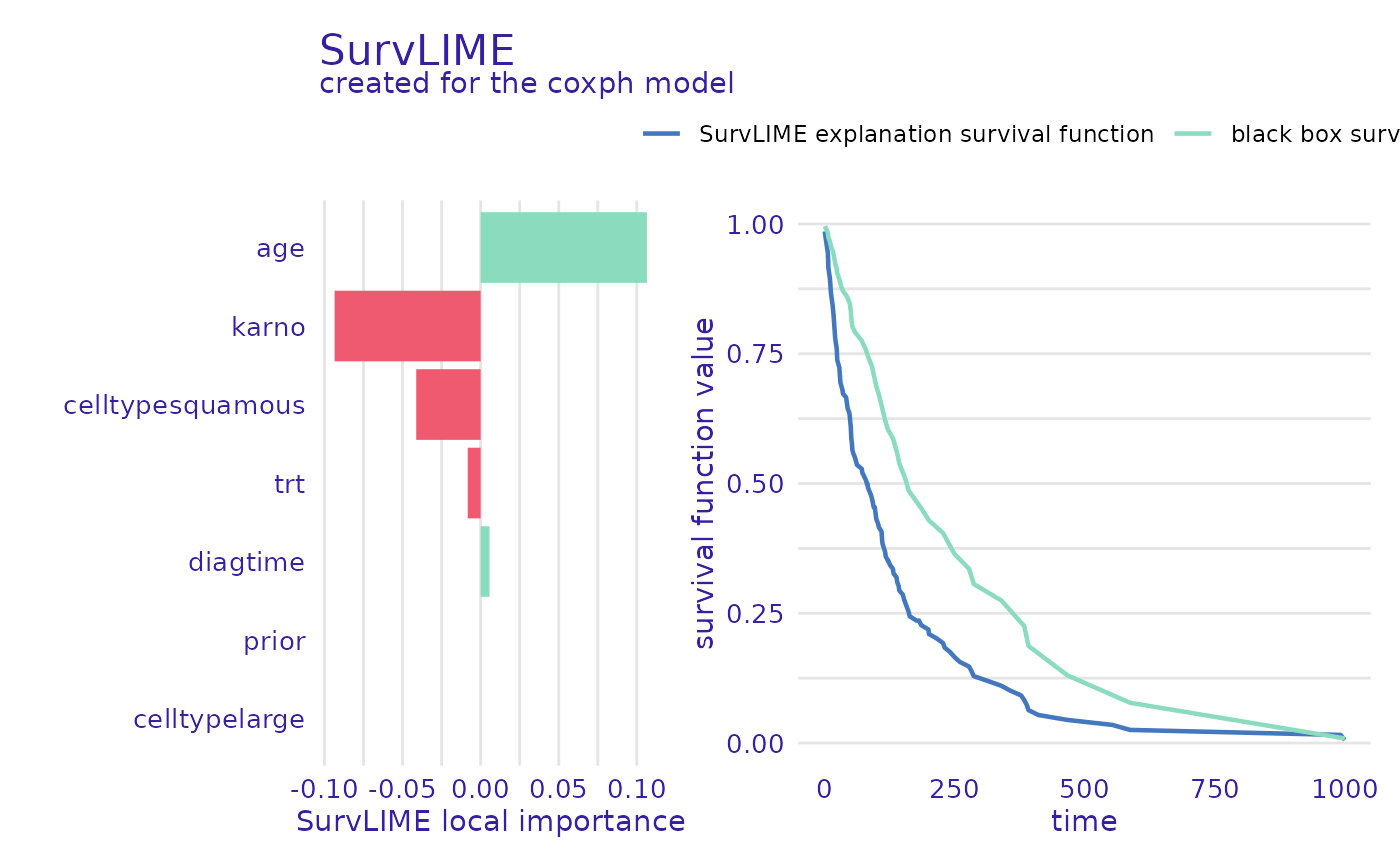 SurvLIME
created for the coxph model
SurvLIME explanation survival function black box surv
age
karno
celltypesquamous
trt
diagtime
prior
celltypelarge
-0.10 -0.05 0.00 0.05 0.10
SurvLIME local importance
survival function value
1.00
0.75
0.50
0.25
0.00
0 250 500 750 1000
time